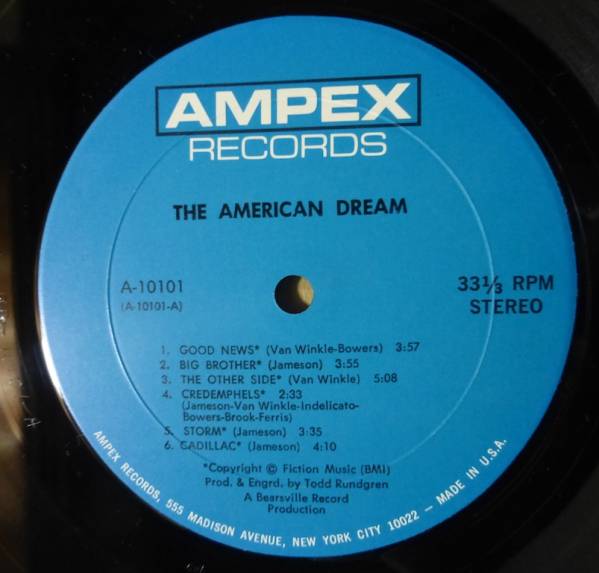 AMPEX
RECORDS
THE AMERICAN DREAM
A-10101
(A-10101-A)
33⅓ RPM
STEREO
1. GOOD NEWS* (Van Winkle-Bowers) 3:57
2. BIG BROTHER* (Jameson) 3:55
3. THE OTHER SIDE* (Van Winkle) 5:08
4. CREDEMPHELS* 2:33
(Jameson-Van Winkle-Indelicato-
Bowers-Brook-Ferris)
5. STORM* (Jameson) 3:35
6. CADILLAC* (Jameson) 4:10
*Copyright © Fiction Music (BMI)
Prod. & Engrd. by Todd Rundgren
A Bearsville Record
Production
AMPEX RECORDS, 555 MADISON AVENUE, NEW YORK CITY 10022 — MADE IN U.S.A.